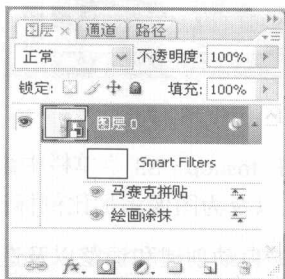 图层 × 通道 路径
正常 不透明度: 100%
锁定: 填充: 100%
图层 0
Smart Filters
马赛克拼贴
绘画涂抹
fx.